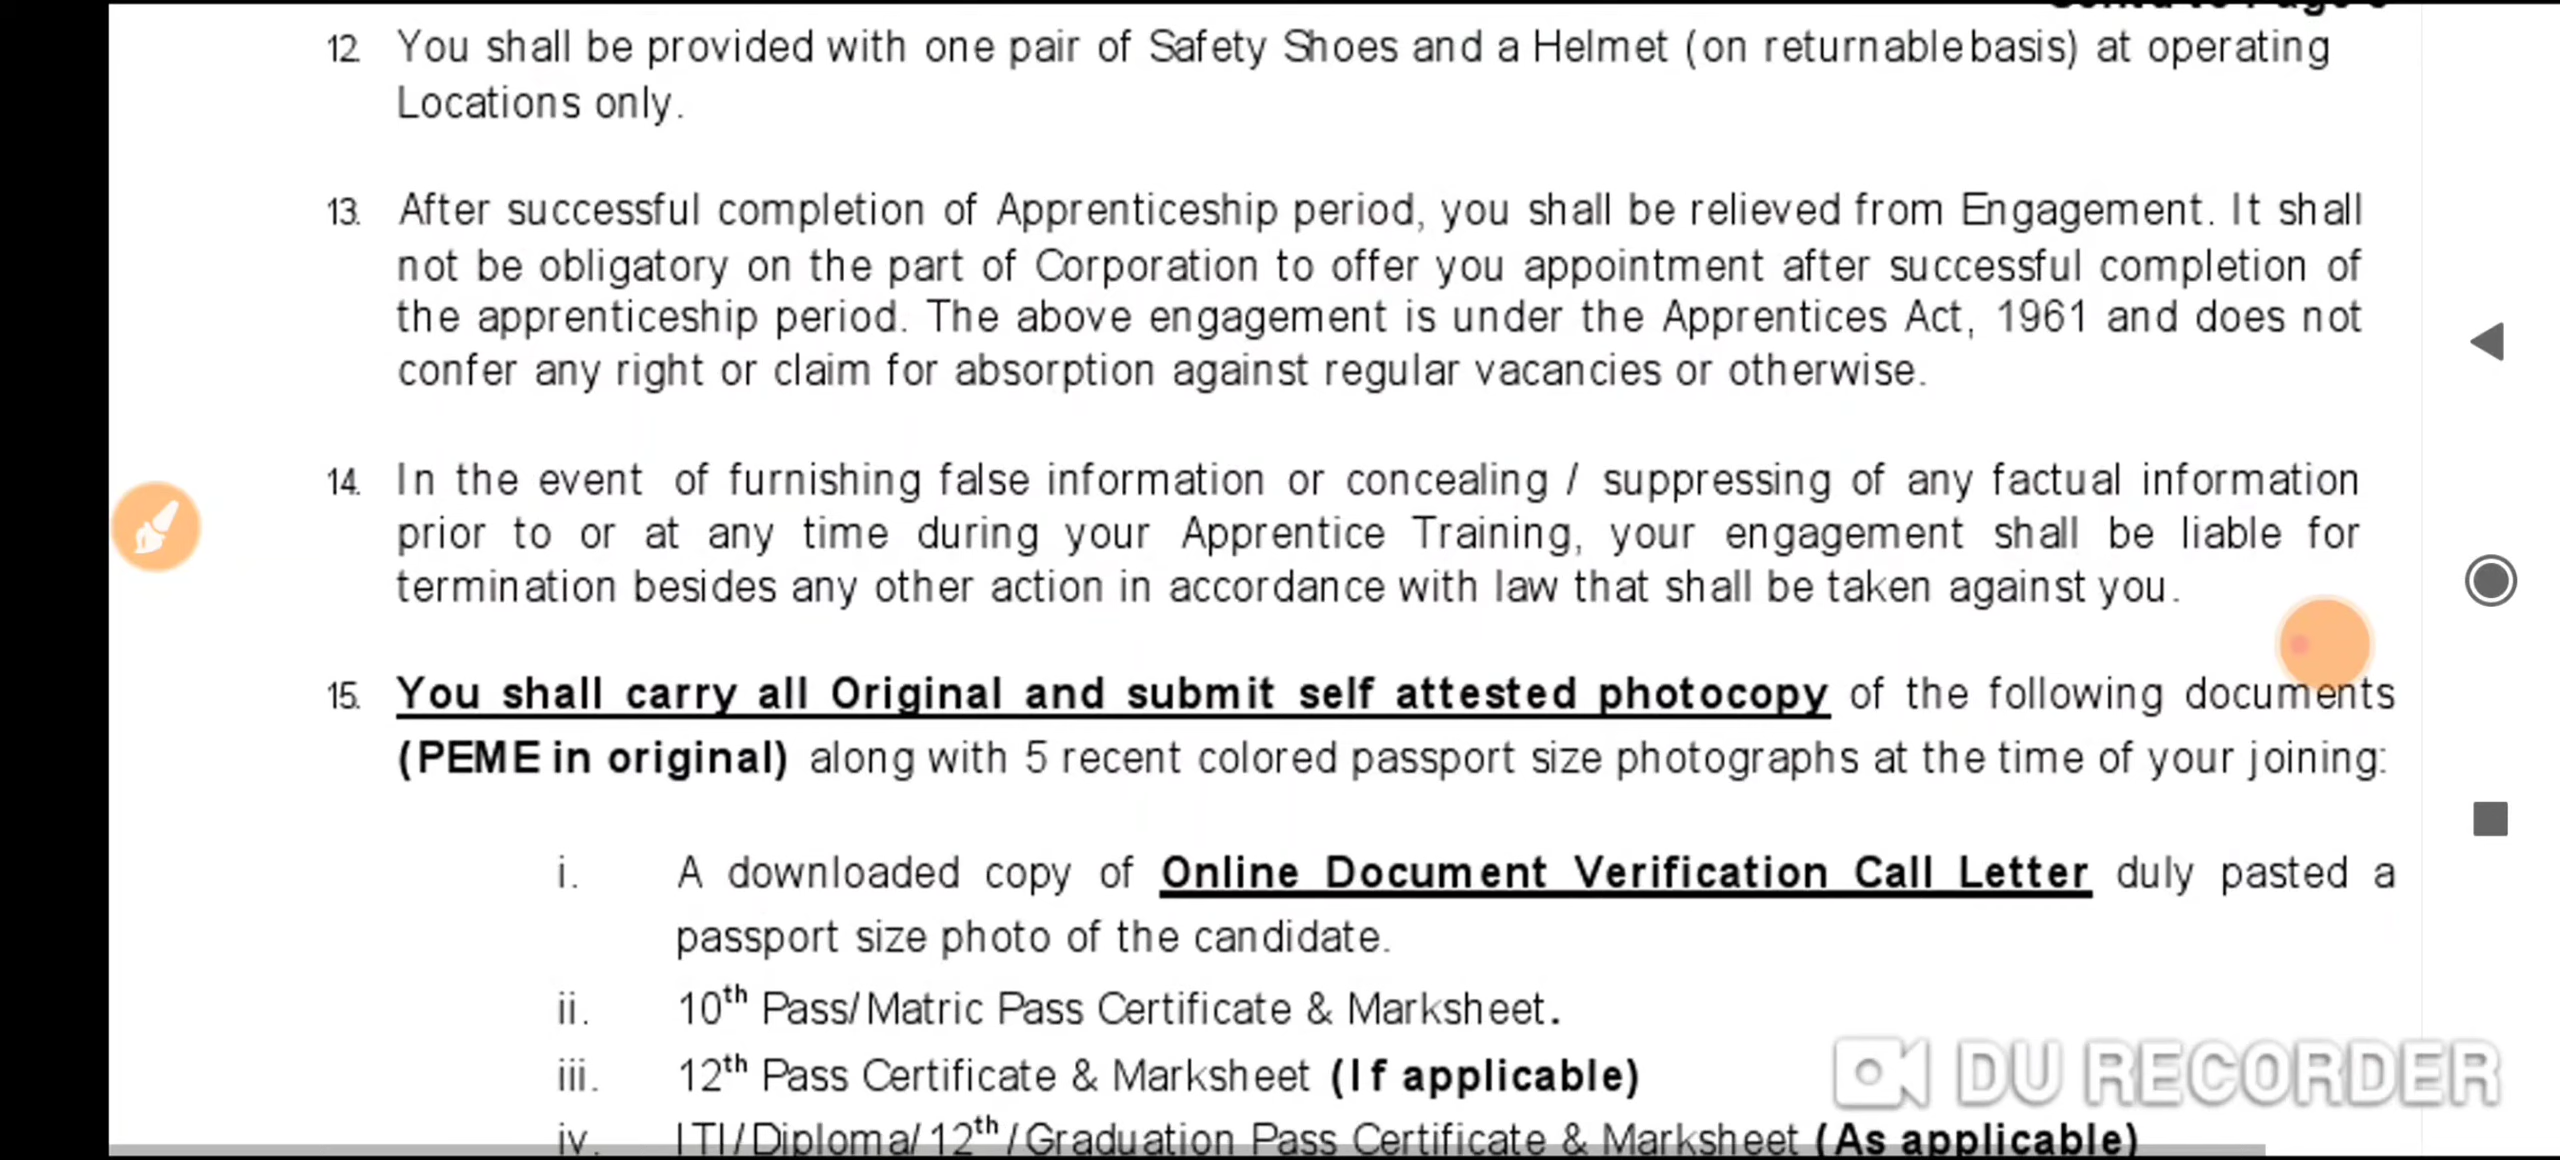 12. You shall be provided with one pair of Safety Shoes and a Helmet (on returnable basis) at operating
Locations only.
13. After successful completion of Apprenticeship period, you shall be relieved from Engagement. It shall
not be obligatory on the part of Corporation to offer you appointment after successful completion of
the apprenticeship period. The above engagement is under the Apprentices Act, 1961 and does not
confer any right or claim for absorption against regular vacancies or otherwise.
14. In the event of furnishing false information or concealing / suppressing of any factual information
prior to or at any time during your Apprentice Training, your engagement shall be liable for
termination besides any other action in accordance with law that shall be taken against you.
15. You shall carry all Original and submit self attested photocopy of the following documents
(PEME in original) along with 5 recent colored passport size photographs at the time of your joining:
i. A downloaded copy of Online Document Verification Call Letter duly pasted a
passport size photo of the candidate.
ii. 10th Pass/Matric Pass Certificate & Marksheet.
iii. 12th Pass Certificate & Marksheet (If applicable)
iv. ITI/Diploma/12th/Graduation Pass Certificate & Marksheet (As applicable)
DU RECORDER